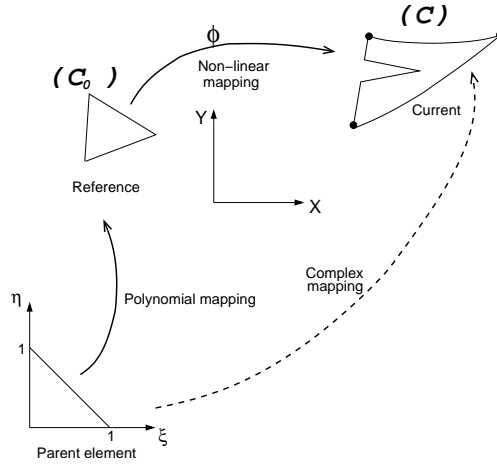 (C)
ϕ
(C₀ )
Non−linear
mapping
Y
Current
Reference
X
Complex
mapping
η
Polynomial mapping
1
1
ξ
Parent element